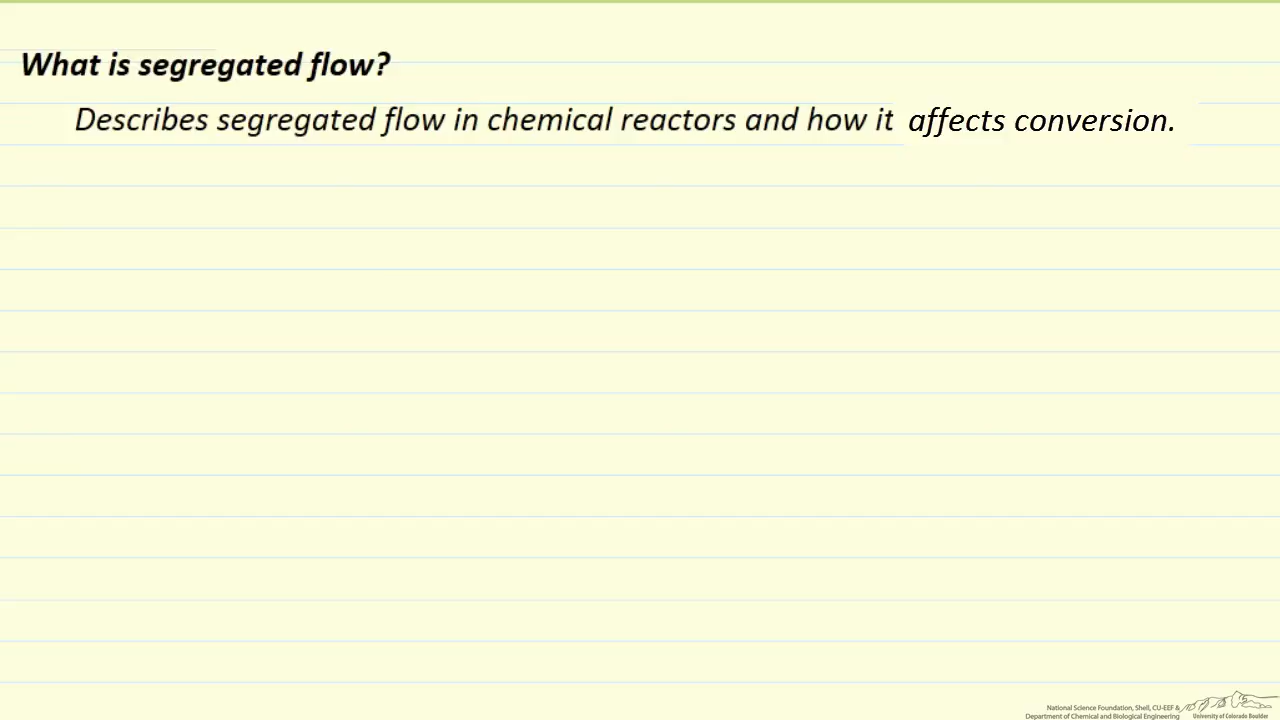 What is segregated flow?
Describes segregated flow in chemical reactors and how it affects conversion.
National Science Foundation, Shell, CU-EEF &
Department of Chemical and Biological Engineering
University of Colorado Boulder